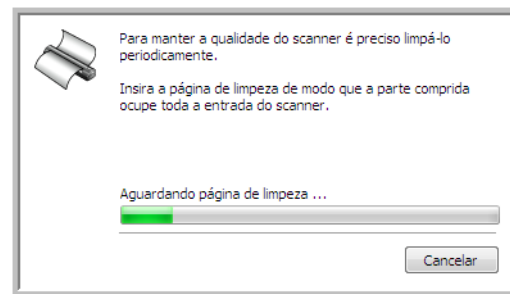 Para manter a qualidade do scanner é preciso limpá-lo
periodicamente.
Insira a página de limpeza de modo que a parte comprida
ocupe toda a entrada do scanner.
Aguardando página de limpeza ...
Cancelar